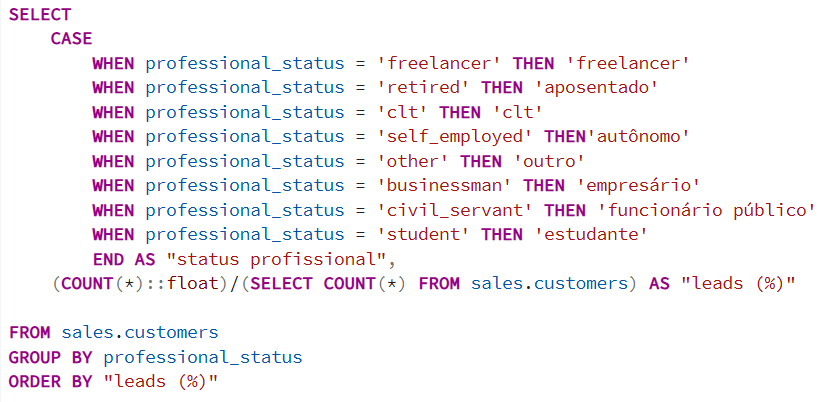 SELECT
    CASE
        WHEN professional_status = 'freelancer' THEN 'freelancer'
        WHEN professional_status = 'retired' THEN 'aposentado'
        WHEN professional_status = 'clt' THEN 'clt'
        WHEN professional_status = 'self_employed' THEN'autônomo'
        WHEN professional_status = 'other' THEN 'outro'
        WHEN professional_status = 'businessman' THEN 'empresário'
        WHEN professional_status = 'civil_servant' THEN 'funcionário público'
        WHEN professional_status = 'student' THEN 'estudante'
        END AS "status profissional",
    (COUNT(*)::float)/(SELECT COUNT(*) FROM sales.customers) AS "leads (%)"

FROM sales.customers
GROUP BY professional_status
ORDER BY "leads (%)"